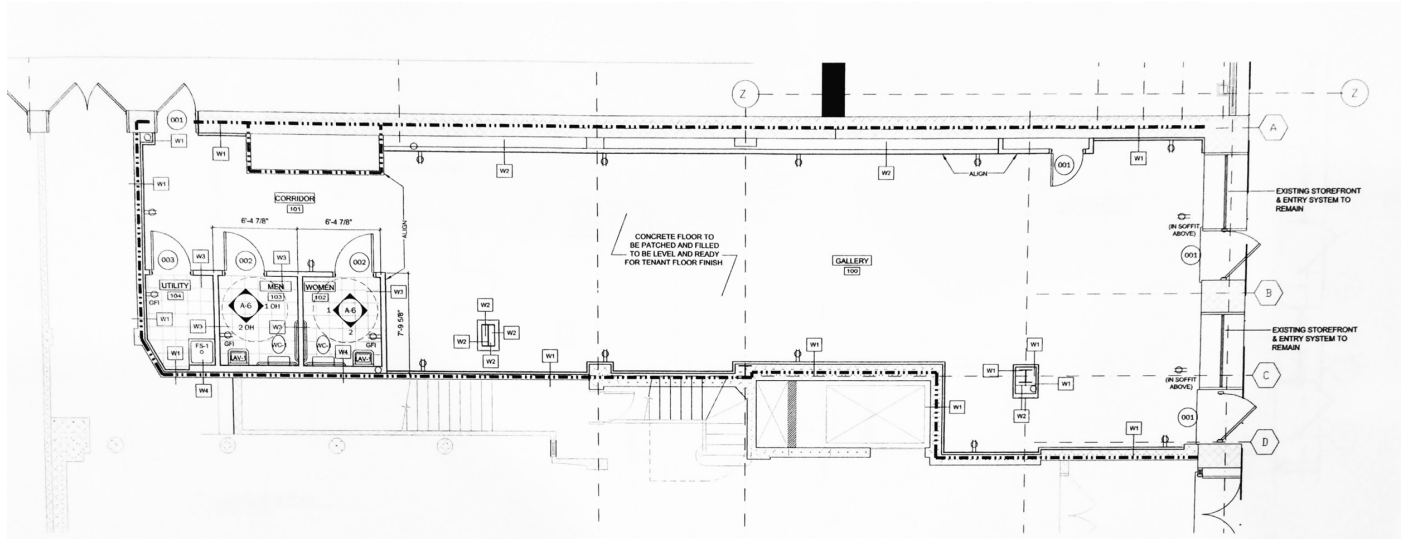 Z
Z
A
001
W1
W1
W1
W2
W2
ALIGN
001
W1
W1
EXISTING STOREFRONT
& ENTRY SYSTEM TO
REMAIN
CORRIDOR
101
6'-4 7/8"
6'-4 7/8"
ALIGN
CONCRETE FLOOR TO
BE PATCHED AND FILLED
TO BE LEVEL AND READY
FOR TENANT FLOOR FINISH
(IN SOFFIT
ABOVE)
GALLERY
100
001
003
W3
002
W3
002
UTILITY
104
MEN
103
WOMEN
102
W3
B
GFI
A-6
1 OH
2 OH
1
A-6
2
W1
W3
GFI
W3
GFI
7'-9 5/8"
W2
W2
W2
W2
EXISTING STOREFRONT
& ENTRY SYSTEM TO
REMAIN
FS-1
WC-1
WC-1
LAV-1
LAV-1
W1
W4
W4
W1
W1
W1
W1
W1
W2
W1
C
(IN SOFFIT
ABOVE)
001
W1
D